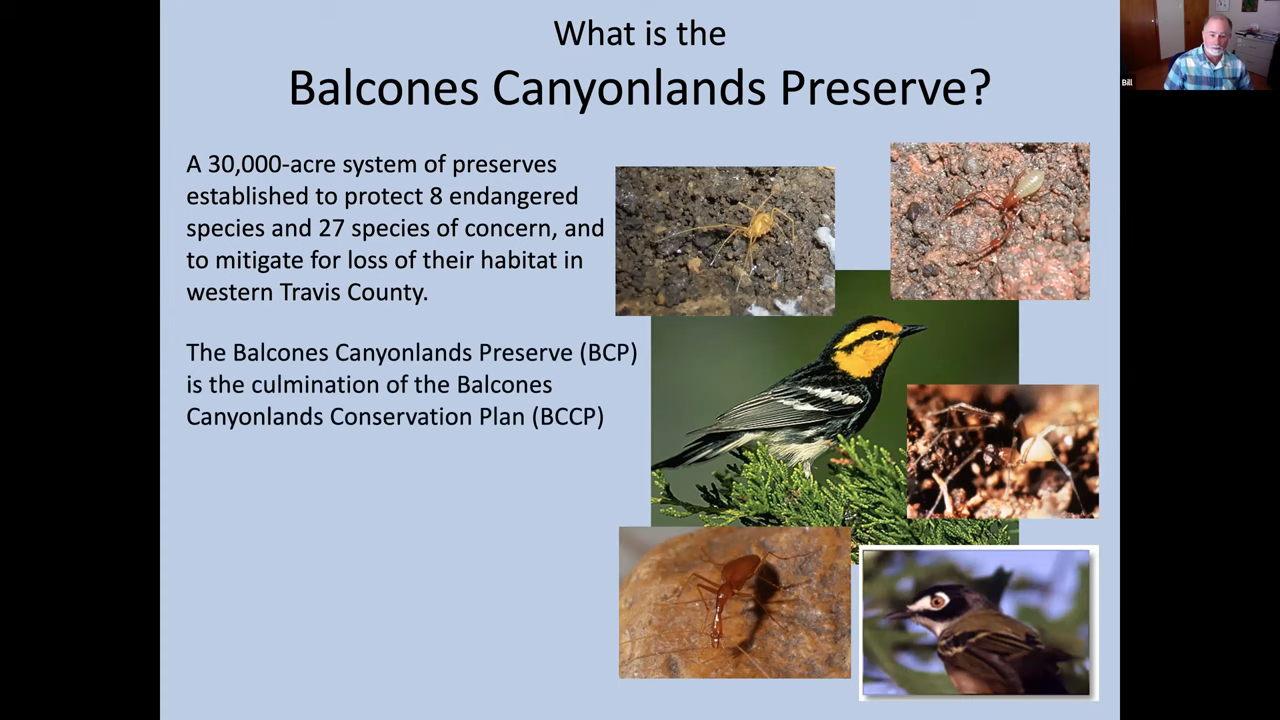 What is the
Balcones Canyonlands Preserve?
A 30,000-acre system of preserves
established to protect 8 endangered
species and 27 species of concern, and
to mitigate for loss of their habitat in
western Travis County.
The Balcones Canyonlands Preserve (BCP)
is the culmination of the Balcones
Canyonlands Conservation Plan (BCCP)
Bill